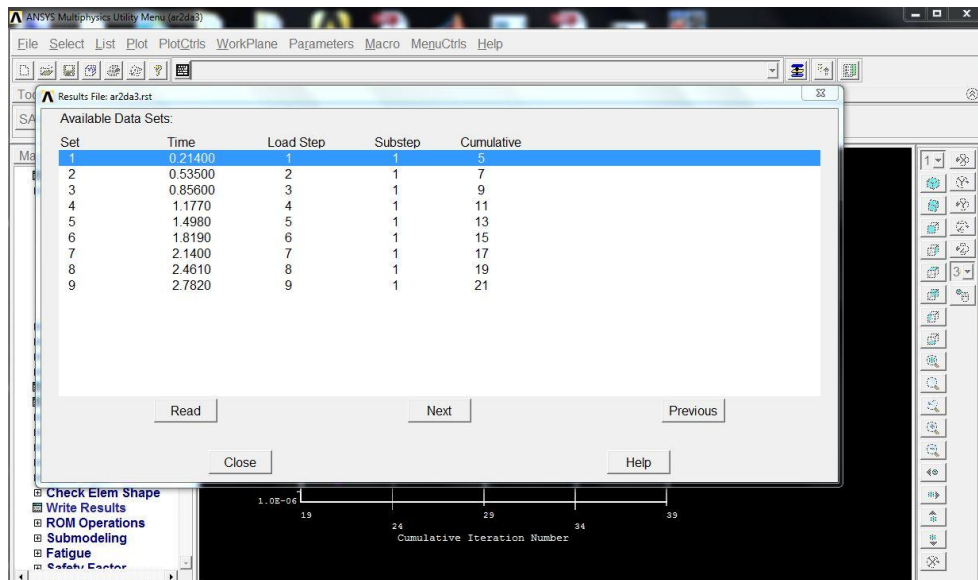 ANSYS Multiphysics Utility Menu (ar2da3)
File Select List Plot PlotCtrls WorkPlane Parameters Macro MenuCtrls Help
Results File: ar2da3.rst
SA
Available Data Sets:
Set Time Load Step Substep Cumulative
1 0.21400 1 1 5
2 0.53500 2 1 7
3 0.85600 3 1 9
4 1.1770 4 1 11
5 1.4980 5 1 13
6 1.8190 6 1 15
7 2.1400 7 1 17
8 2.4610 8 1 19
9 2.7820 9 1 21
Read Next Previous
Close Help
1
3
Check Elem Shape
Write Results
ROM Operations
Submodeling
Fatigue
Safety Factor
1.0E-06
19 24 29 34 39
Cumulative Iteration Number